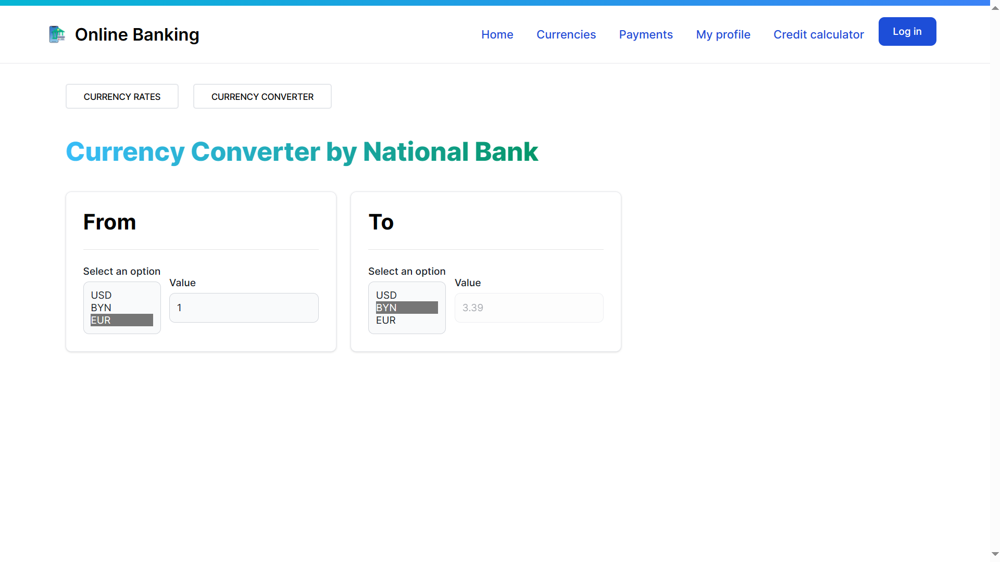 Online Banking
Home Currencies Payments My profile Credit calculator Log in
CURRENCY RATES CURRENCY CONVERTER
Currency Converter by National Bank
From
Select an option
USD
BYN
EUR
Value
1
To
Select an option
USD
BYN
EUR
Value
3.39